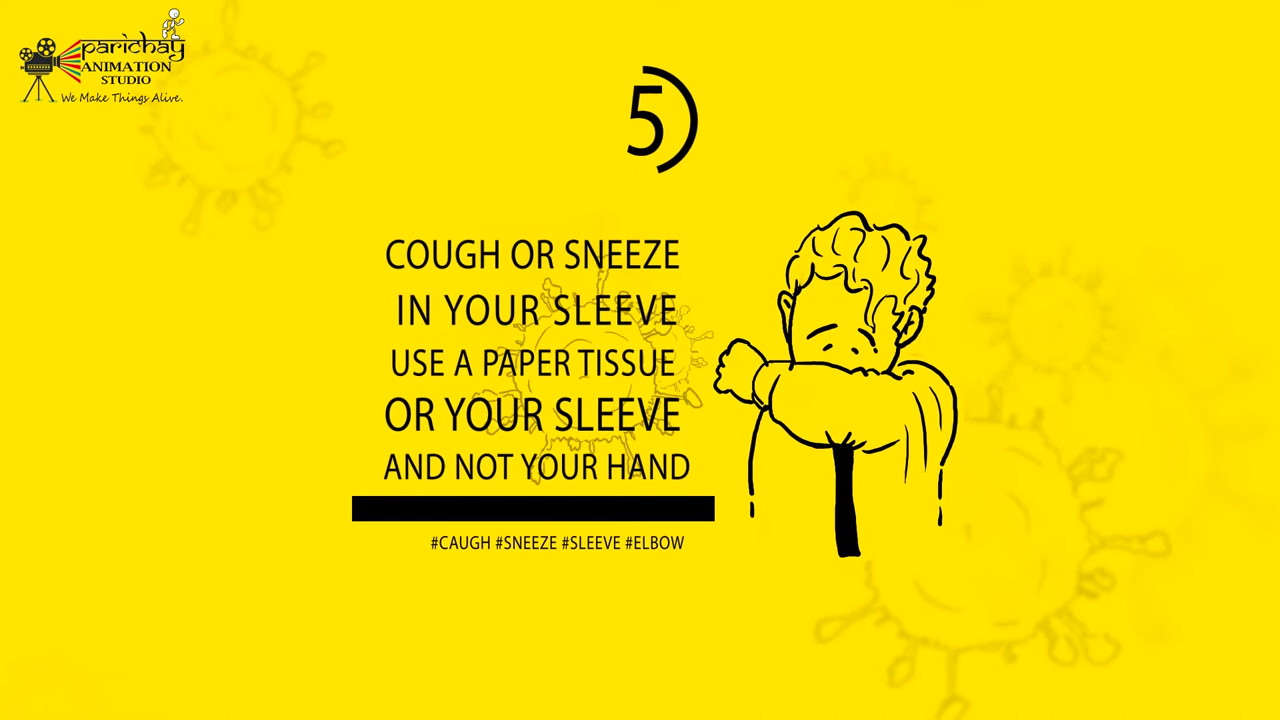 parichay
ANIMATION
STUDIO
We Make Things Alive.
5
COUGH OR SNEEZE
IN YOUR SLEEVE
USE A PAPER TISSUE
OR YOUR SLEEVE
AND NOT YOUR HAND
#CAUGH #SNEEZE #SLEEVE #ELBOW